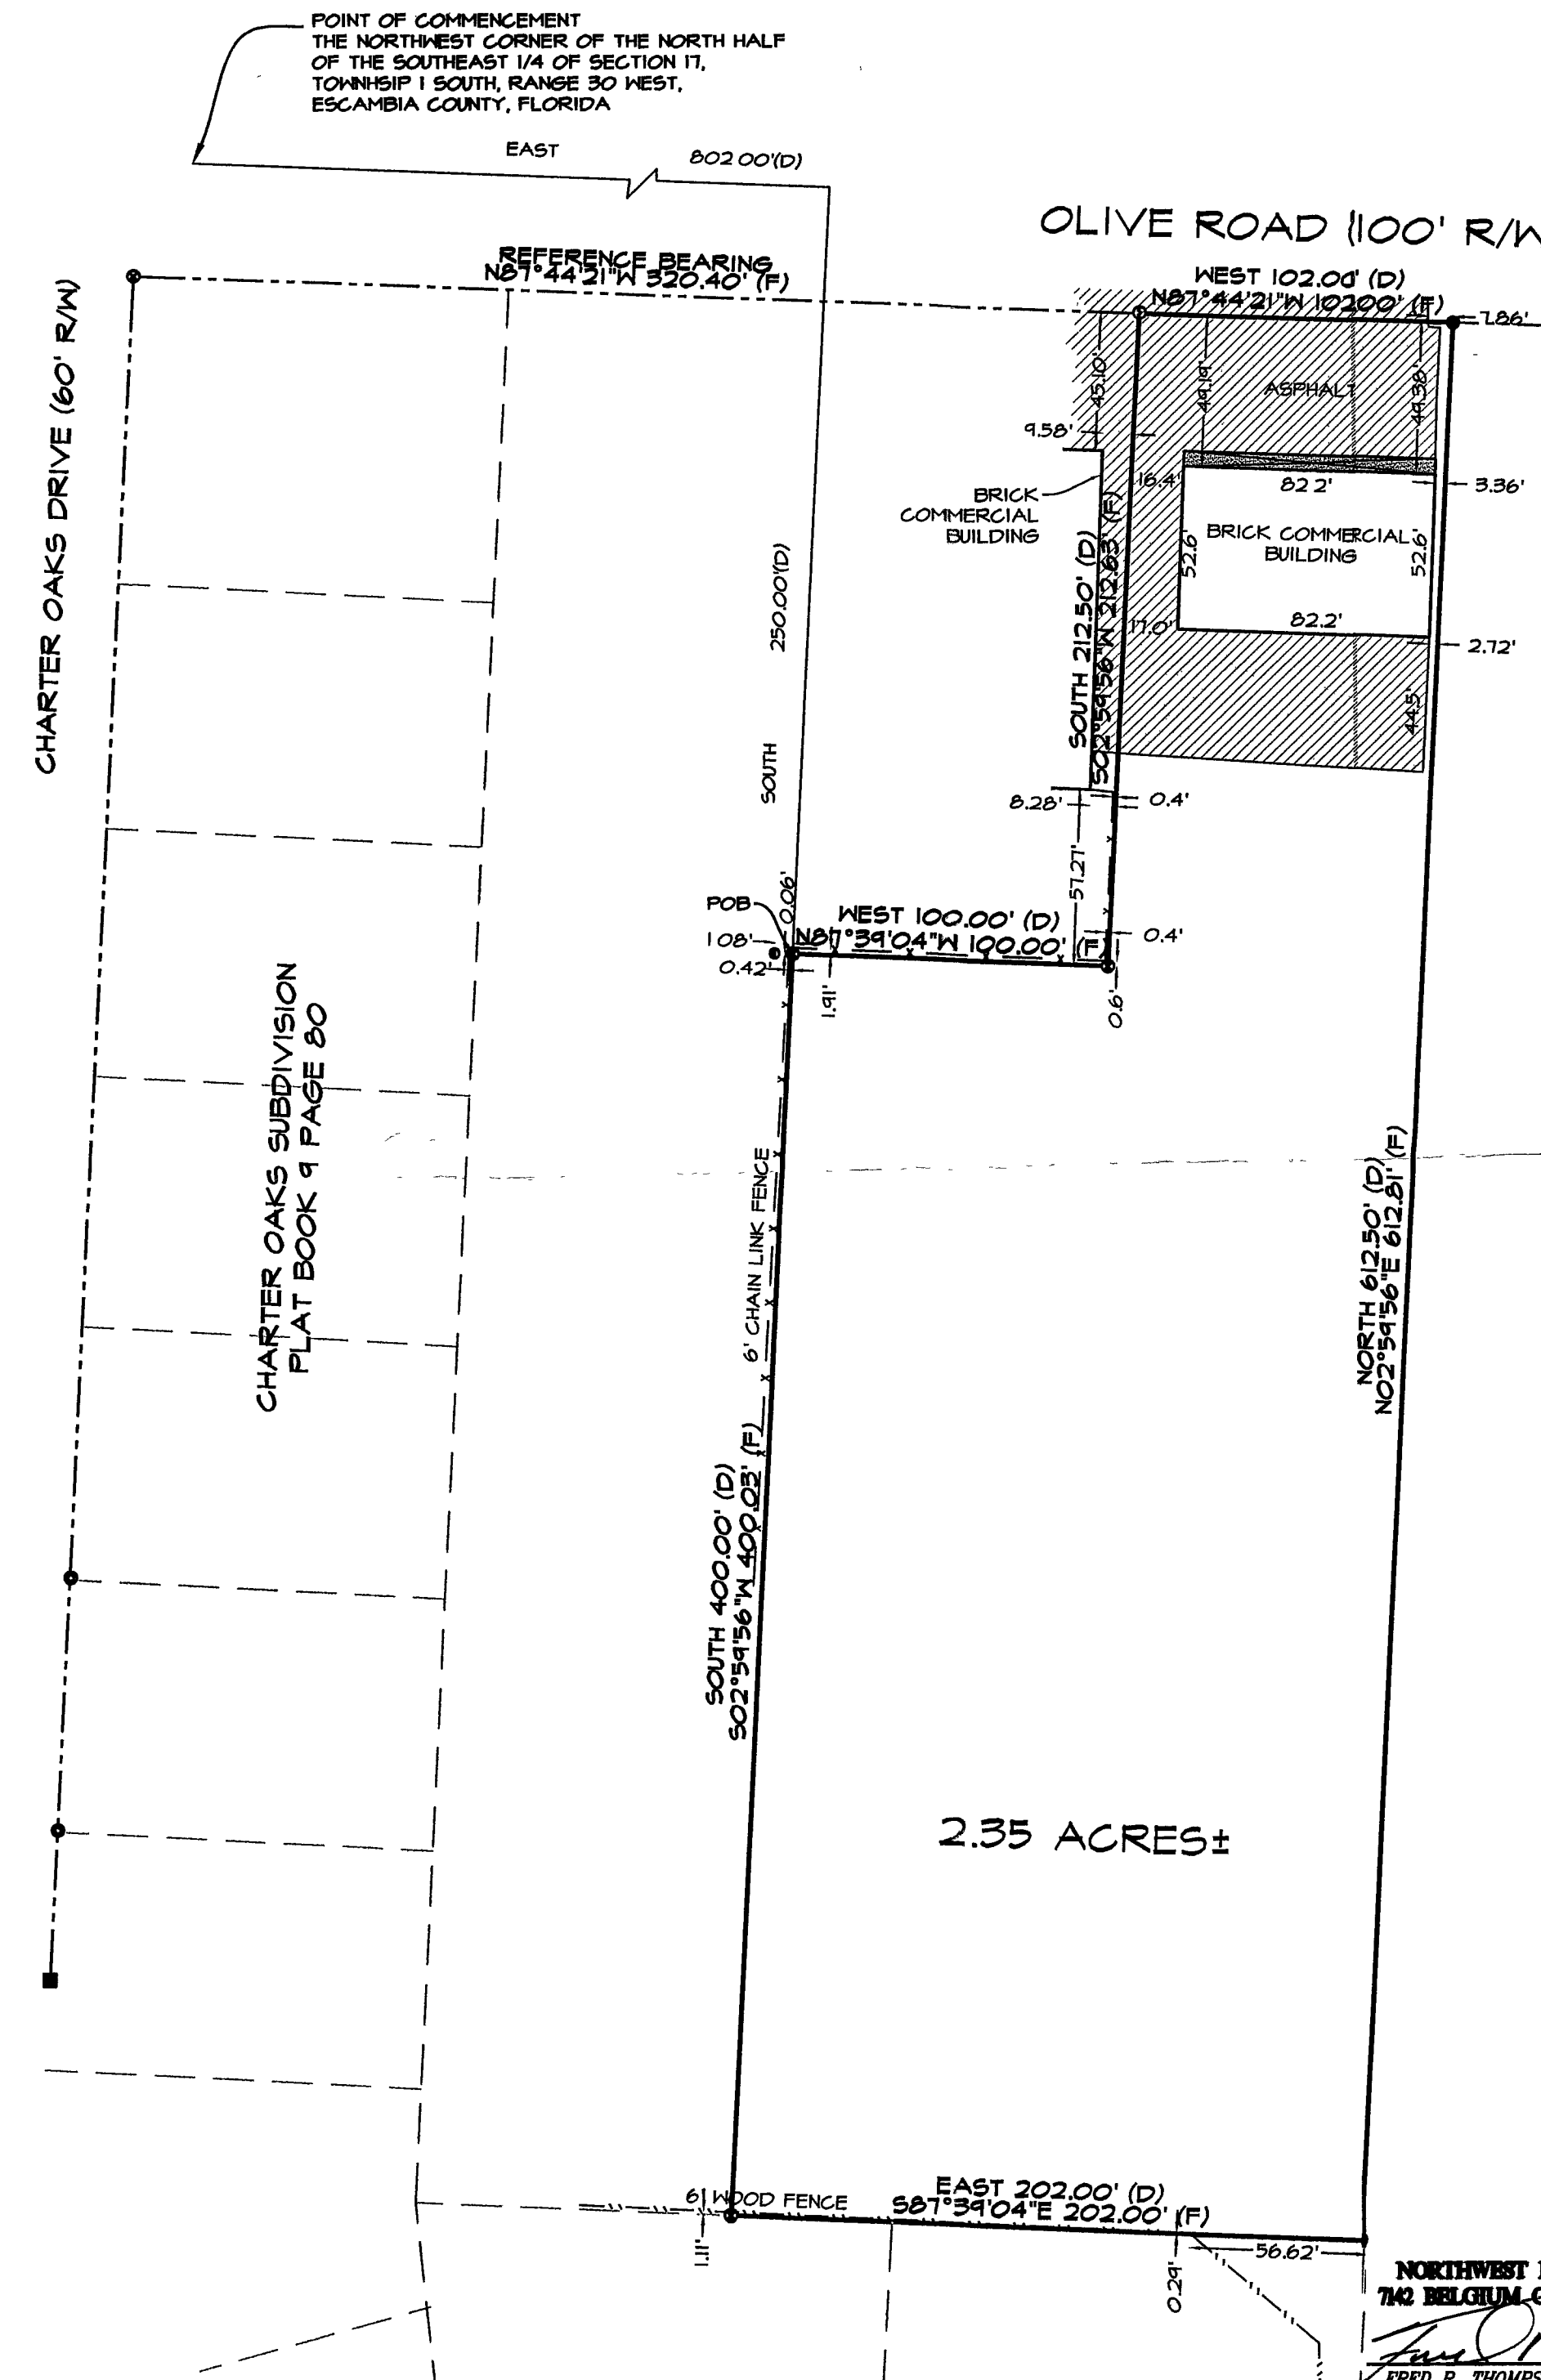 POINT OF COMMENCEMENT
THE NORTHWEST CORNER OF THE NORTH HALF
OF THE SOUTHEAST 1/4 OF SECTION 17,
TOWNHSIP 1 SOUTH, RANGE 30 WEST,
ESCAMBIA COUNTY, FLORIDA
EAST 802 00'(D)
OLIVE ROAD (100' R/W
REFERENCE BEARING
N87°44'21"W 320.40' (F)
WEST 102.00' (D)
N87°44'21"W 10200' (F)
7.86'
CHARTER OAKS DRIVE (60' R/W)
45.10'
49.19'
ASPHALT
49.38'
9.58'
16.4'
82 2'
3.36'
BRICK
COMMERCIAL
BUILDING
BRICK COMMERCIAL
BUILDING
52.6'
52.6'
SOUTH 250.00'(D)
SOUTH 212.50' (D)
S02°59'56"W 212.63' (F)
17.0'
82.2'
2.72'
44.5'
8.28'
0.4'
57.27'
POB
0.06'
WEST 100.00' (D)
N87°39'04"W 100.00' (F)
1 08'
0.42'
0.4'
1.91'
0.6'
CHARTER OAKS SUBDIVISION
PLAT BOOK 9 PAGE 80
6' CHAIN LINK FENCE
NORTH 612.50' (D)
N02°59'56"E 612.81' (F)
SOUTH 400.00' (D)
S02°59'56"W 400.03' (F)
2.35 ACRES±
6' WOOD FENCE
EAST 202.00' (D)
S87°39'04"E 202.00' (F)
1.11'
56.62'
0.29'
NORTHWEST
7142 BELGIUM
FRED R. THOMPS